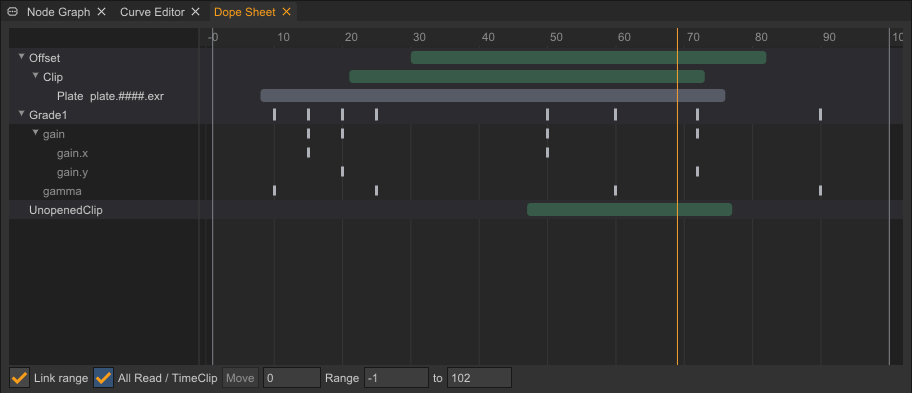 Node Graph Curve Editor Dope Sheet
-0 10 20 30 40 50 60 70 80 90 10
Offset
Clip
Plate plate.####.exr
Grade1
gain
gain.x
gain.y
gamma
UnopenedClip
Link range All Read / TimeClip Move 0 Range -1 to 102